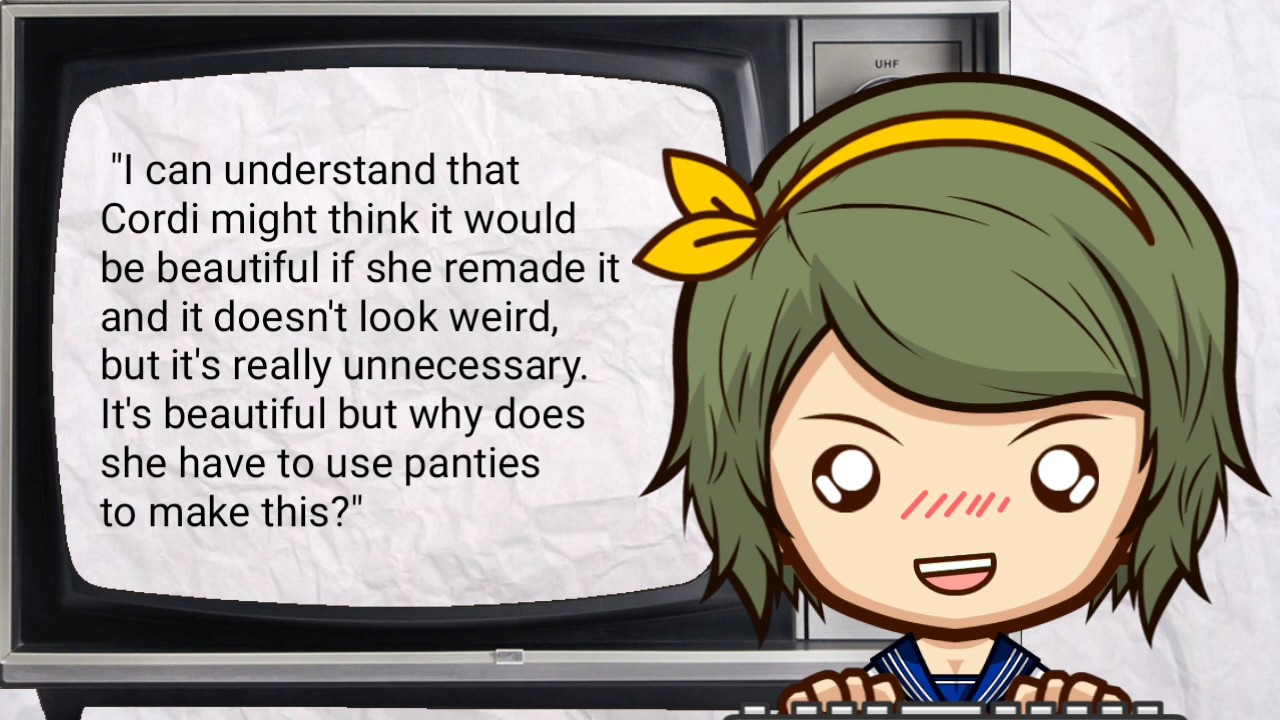 UHF
"I can understand that
Cordi might think it would
be beautiful if she remade it
and it doesn't look weird,
but it's really unnecessary.
It's beautiful but why does
she have to use panties
to make this?"